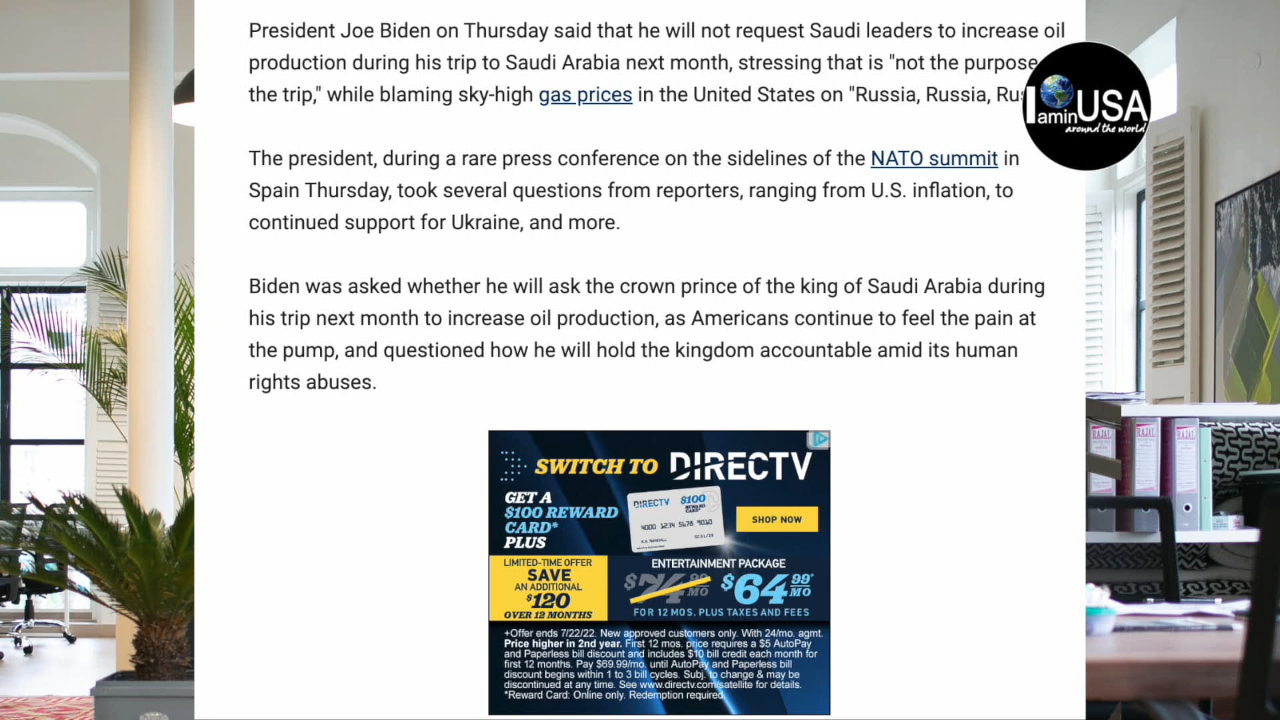 President Joe Biden on Thursday said that he will not request Saudi leaders to increase oil
production during his trip to Saudi Arabia next month, stressing that is "not the purpose
the trip," while blaming sky-high gas prices in the United States on "Russia, Russia,
I aminUSA
around the world
The president, during a rare press conference on the sidelines of the NATO summit in
Spain Thursday, took several questions from reporters, ranging from U.S. inflation, to
continued support for Ukraine, and more.
Biden was asked whether he will ask the crown prince of the king of Saudi Arabia during
his trip next month to increase oil production, as Americans continue to feel the pain at
the pump, and questioned how he will hold the kingdom accountable amid its human
rights abuses.
SWITCH TO DIRECTV
GET A
$100 REWARD
CARD*
PLUS
DIRECTV $100
REWARD
CARD
4000 1234 5678 9010
SHOP NOW
LIMITED-TIME OFFER
SAVE
AN ADDITIONAL
$120
OVER 12 MONTHS
ENTERTAINMENT PACKAGE
$74 99 MO $64 99* MO
FOR 12 MOS. PLUS TAXES AND FEES
+Offer ends 7/22/22. New approved customers only. With 24/mo. agmt.
Price higher in 2nd year. First 12 mos. price requires a $5 AutoPay
and Paperless bill discount and includes $10 bill credit each month for
first 12 months. Pay $69.99/mo. until AutoPay and Paperless bill
discount begins within 1 to 3 bill cycles. Subj. to change & may be
discontinued at any time. See www.directv.com/satellite for details.
*Reward Card: Online only. Redemption required.